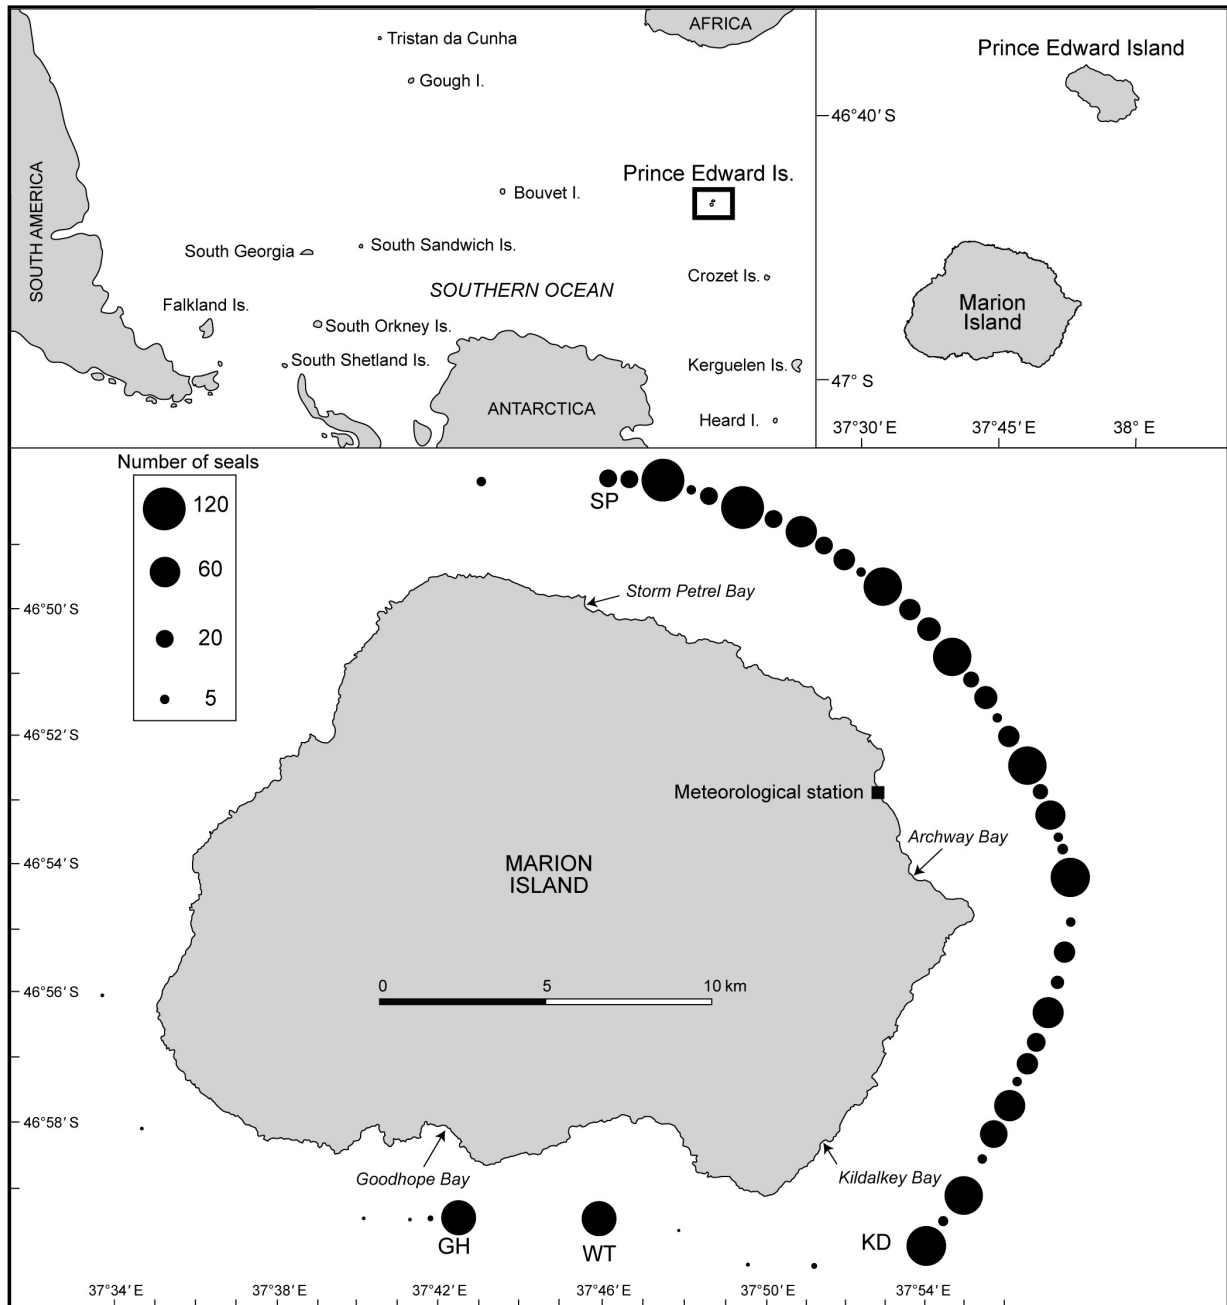 AFRICA
Tristan da Cunha
Gough I.
Prince Edward Island
46°40′ S
SOUTH AMERICA
Prince Edward Is.
Bouvet I.
South Georgia
South Sandwich Is.
Crozet Is.
SOUTHERN OCEAN
Falkland Is.
South Orkney Is.
South Shetland Is.
Kerguelen Is.
ANTARCTICA
Heard I.
Marion
Island
47° S
37°30′ E
37°45′ E
38° E
Number of seals
120
60
20
5
SP
Storm Petrel Bay
46°50′ S
46°52′ S
Meteorological station
Archway Bay
46°54′ S
MARION
ISLAND
0
5
10 km
46°56′ S
46°58′ S
Goodhope Bay
Kildalkey Bay
GH
WT
KD
37°34′ E
37°38′ E
37°42′ E
37°46′ E
37°50′ E
37°54′ E